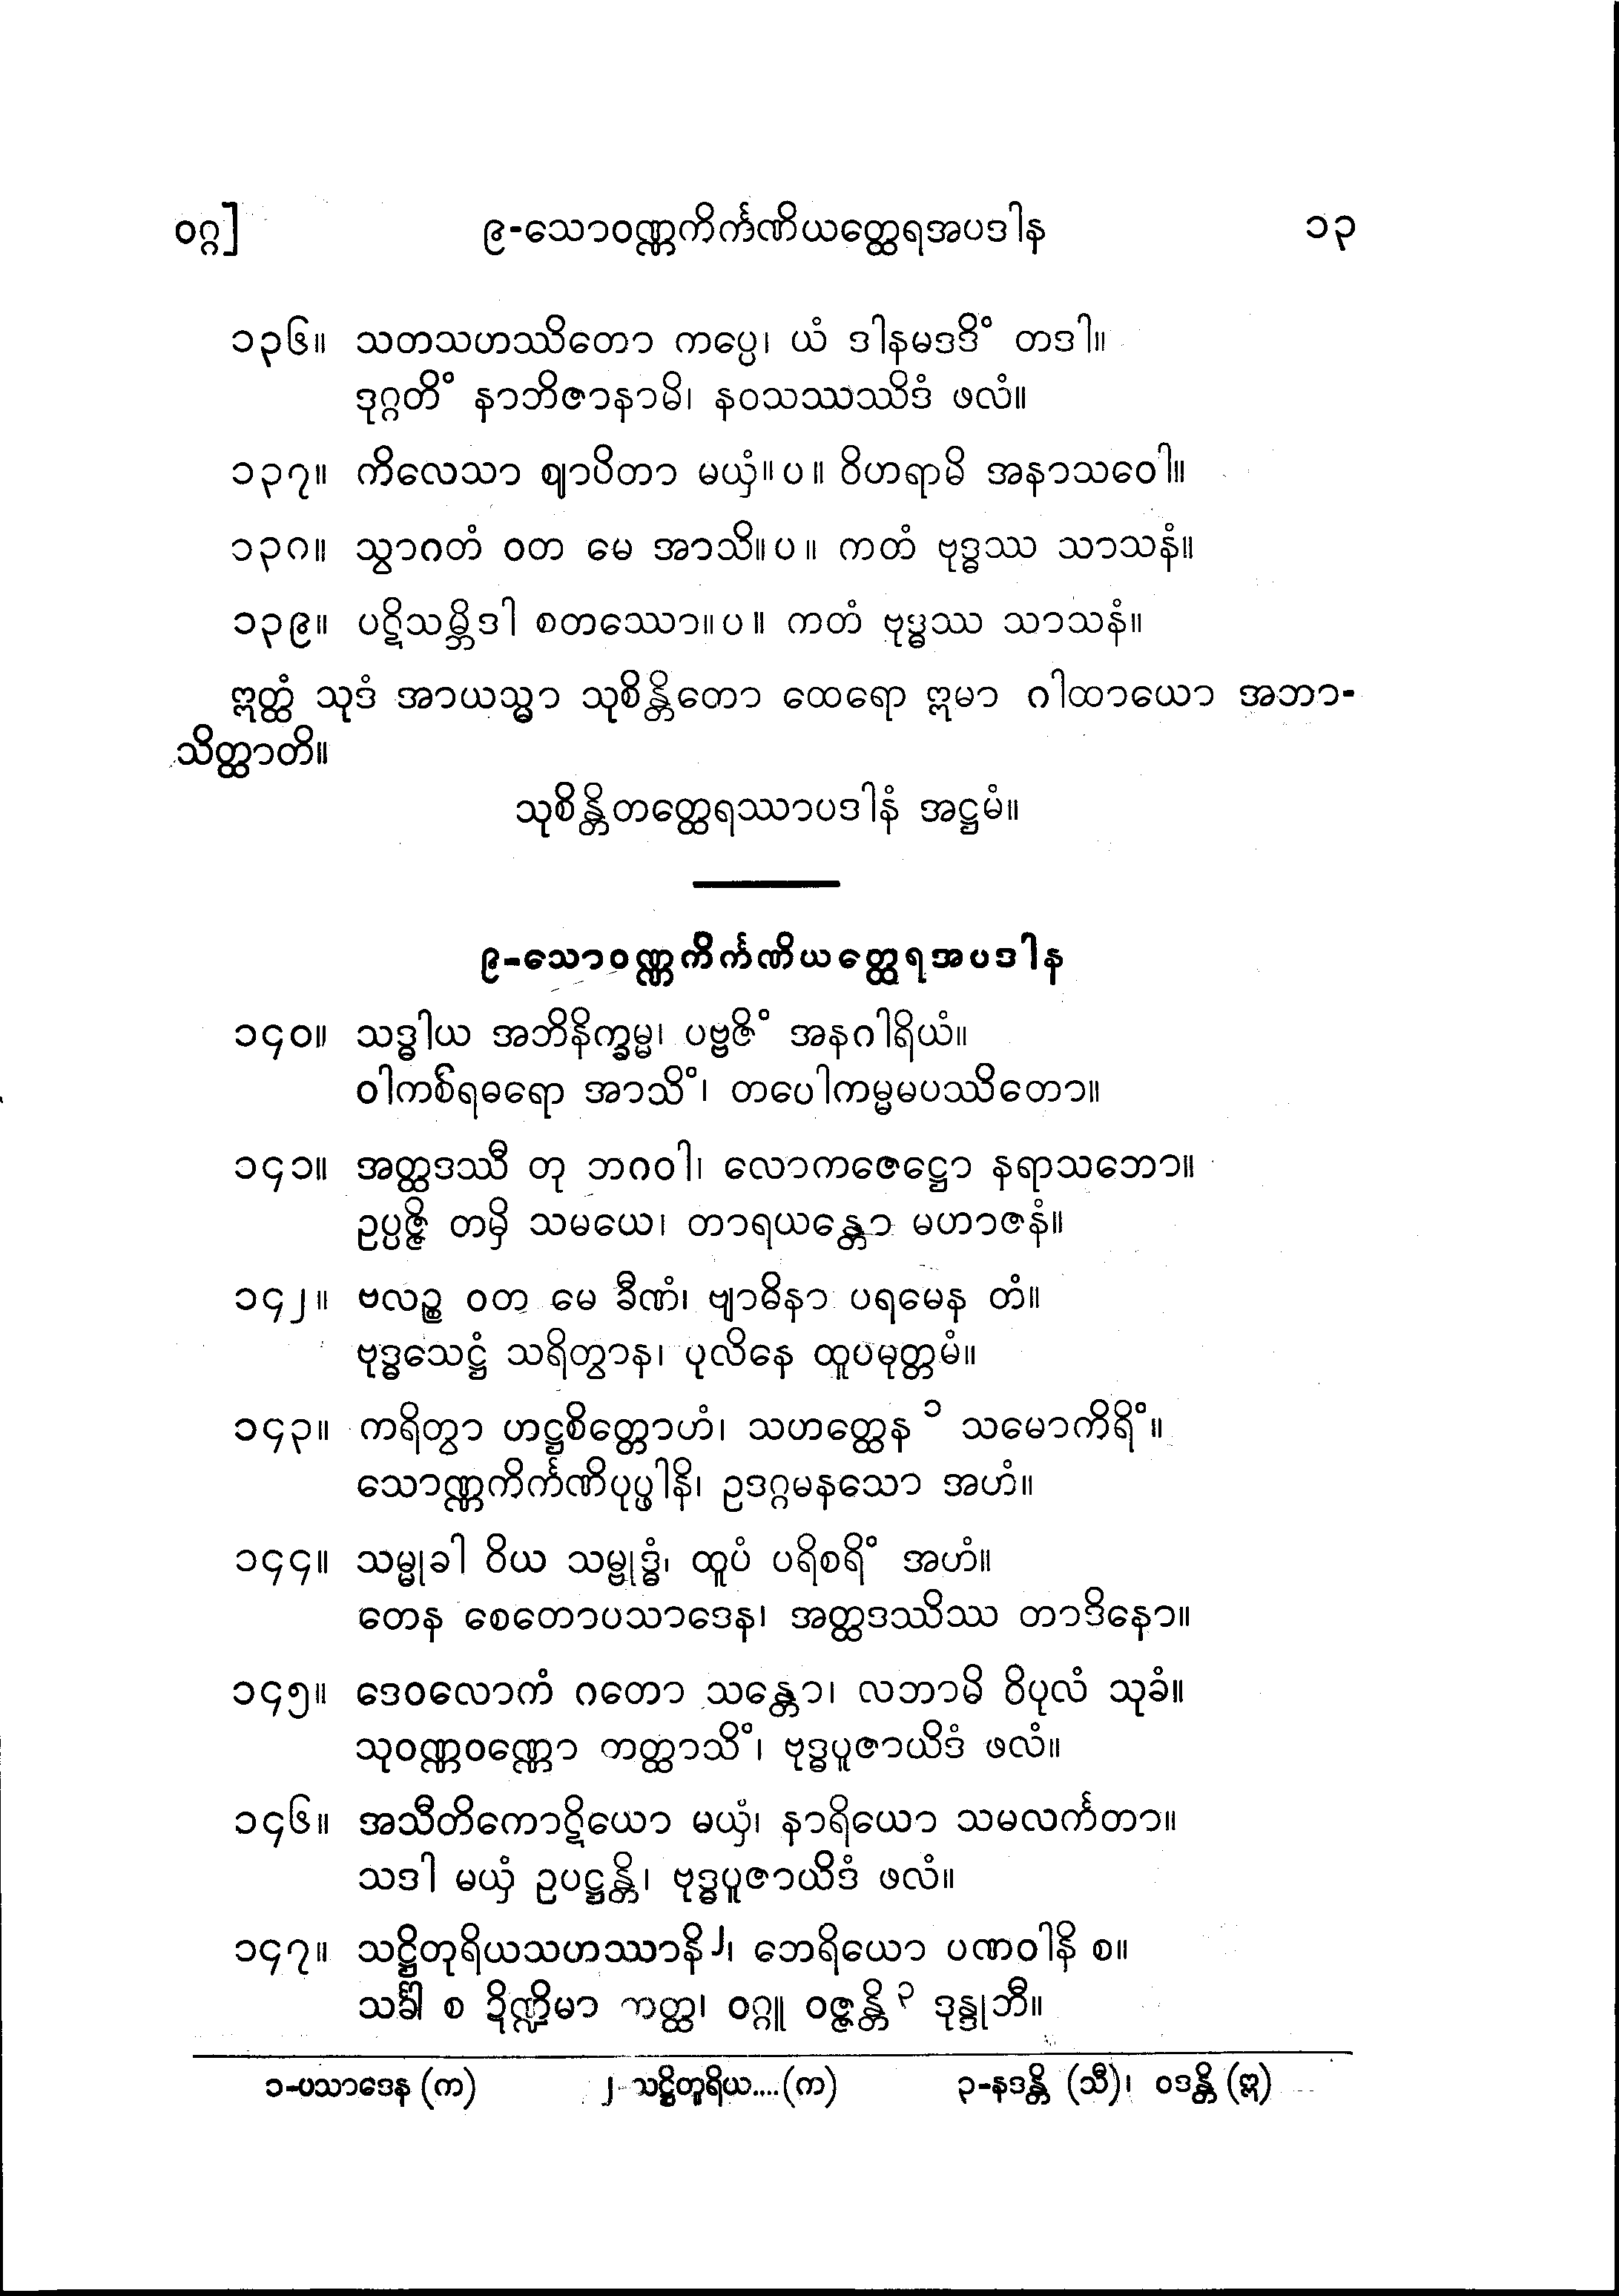 ဝဂ္ဂ] ၉-သောဝဏ္ဏကိင်္ကဏိယတ္ထေရအပဒါန ၁၃
၁၃၆။ သတသဟဿိတော ကပ္ပေ၊ ယံ ဒါနမဒဒိံ တဒါ။
ဒုဂ္ဂတိံ နာဘိဇာနာမိ၊ နဝသဿဿိဒံ ဖလံ။
၁၃၇။ ကိလေသာ ဈာပိတာ မယှံ။ပ။ ဝိဟရာမိ အနာသဝေါ။
၁၃၈။ သွာဂတံ ဝတ မေ အာသိ။ပ။ ကတံ ဗုဒ္ဓဿ သာသနံ။
၁၃၉။ ပဋိသမ္ဘိဒါ စတဿော။ပ။ ကတံ ဗုဒ္ဓဿ သာသနံ။
ဣတ္ထံ သုဒံ အာယသ္မာ သုစိန္တိတော ထေရော ဣမာ ဂါထာယော အဘာ-
သိတ္ထာတိ။
သုစိန္တိတတ္ထေရဿာပဒါနံ အဋ္ဌမံ။
၉-သောဝဏ္ဏကိင်္ကဏိယတ္ထေရအပဒါန
၁၄၀။ သဒ္ဓါယ အဘိနိက္ခမ္မ၊ ပဗ္ဗဇိံ အနဂါရိယံ။
ဝါကစီရဓရော အာသိံ၊ တပေါကမ္မမပဿိတော။
၁၄၁။ အတ္ထဒဿီ တု ဘဂဝါ၊ လောကဇေဋ္ဌော နရာသဘော။
ဥပ္ပဇ္ဇိ တမှိ သမယေ၊ တာရယန္တော မဟာဇနံ။
၁၄၂။ ဗလဉ္စ ဝတ မေ ခီဏံ၊ ဗျာဓိနာ ပရမေန တံ။
ဗုဒ္ဓသေဋ္ဌံ သရိတွာန၊ ပုလိနေ ထူပမုတ္တမံ။
၁၄၃။ ကရိတွာ ဟဋ္ဌစိတ္တောဟံ၊ သဟတ္ထေန ၁ သမောကိရိံ။
သောဏ္ဏကိင်္ကဏိပုပ္ဖါနိ၊ ဥဒဂ္ဂမနသော အဟံ။
၁၄၄။ သမ္မုခါ ဝိယ သမ္ဗုဒ္ဓံ၊ ထူပံ ပရိစရိံ အဟံ။
တေန စေတောပသာဒေန၊ အတ္ထဒဿိဿ တာဒိနော။
၁၄၅။ ဒေဝလောကံ ဂတော သန္တော၊ လဘာမိ ဝိပုလံ သုခံ။
သုဝဏ္ဏဝဏ္ဏော တတ္ထာသိံ၊ ဗုဒ္ဓပူဇာယိဒံ ဖလံ။
၁၄၆။ အသီတိကောဋိယော မယှံ၊ နာရိယော သမလင်္ကတာ။
သဒါ မယှံ ဥပဋ္ဌန္တိ၊ ဗုဒ္ဓပူဇာယိဒံ ဖလံ။
၁၄၇။ သဋ္ဌိတုရိယသဟဿာနိ၂၊ ဘေရိယော ပဏဝါနိ စ။
သင်္ခါ စ ဍိဏ္ဍိမာ တတ္ထ၊ ဝဂ္ဂူ ဝဇ္ဇန္တိ ၃ ဒုန္ဒုဘီ။
၁-ပသာဒေန (က) ၂-သဋ္ဌိတူရိယ....(က) ၃-နဒန္တိ (သီ)၊ ဝဒန္တိ (ဣ)